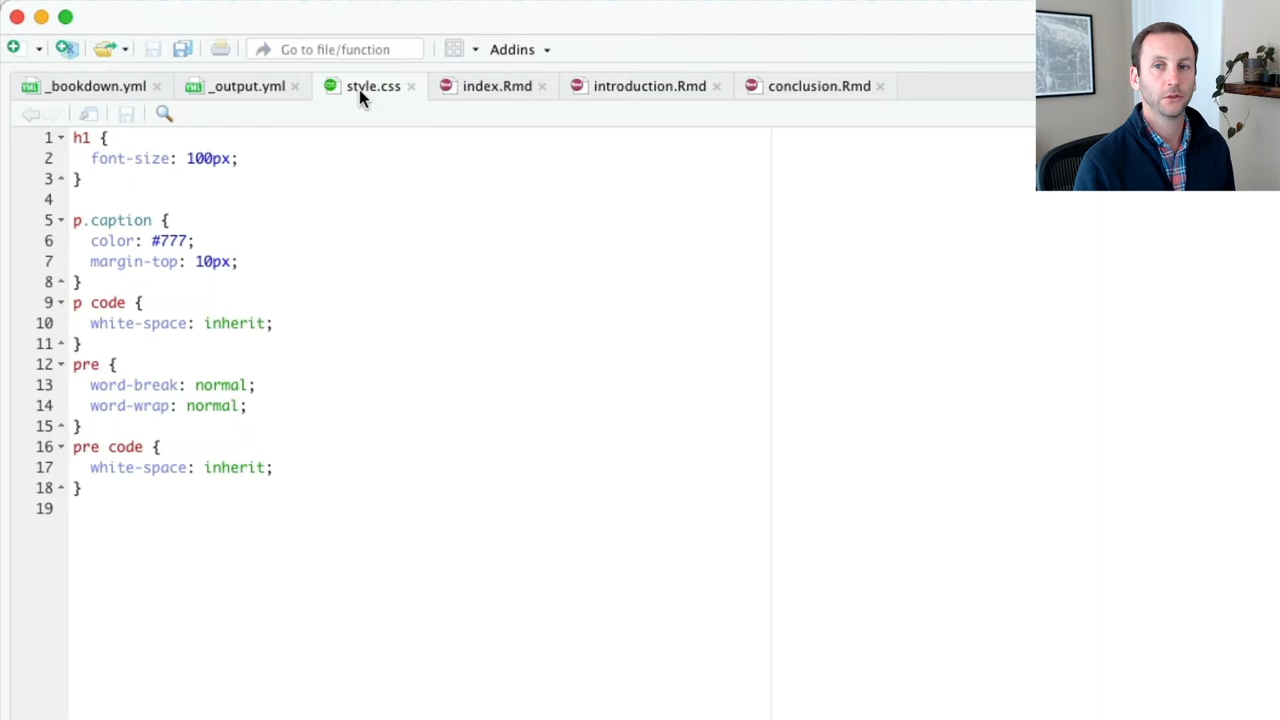 Go to file/function Addins
_bookdown.yml _output.yml style.css index.Rmd introduction.Rmd conclusion.Rmd
1 h1 {
2 font-size: 100px;
3 }
4
5 p.caption {
6 color: #777;
7 margin-top: 10px;
8 }
9 p code {
10 white-space: inherit;
11 }
12 pre {
13 word-break: normal;
14 word-wrap: normal;
15 }
16 pre code {
17 white-space: inherit;
18 }
19